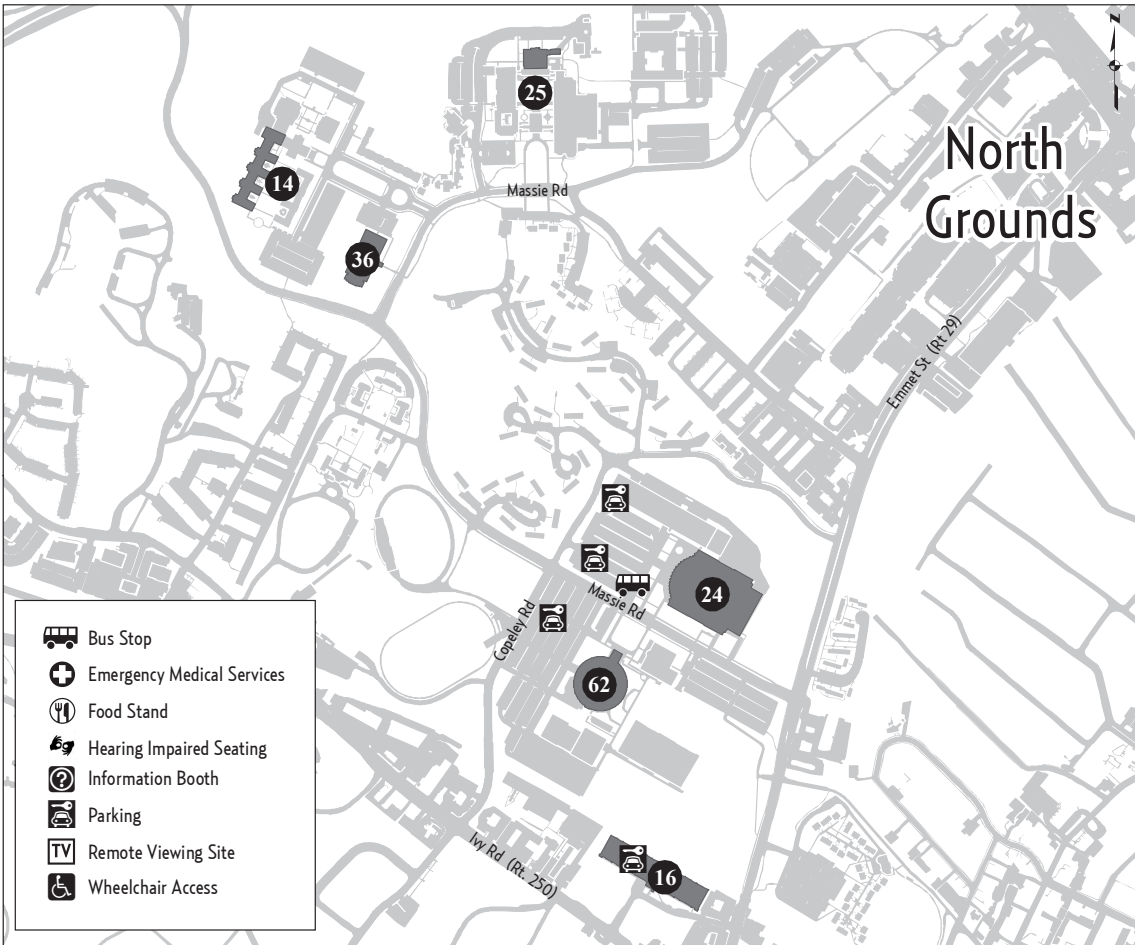 N
25
North
Grounds
14
Massie Rd
36
Emmet St (Rt 29)
24
Massie Rd
Copeley Rd
62
Bus Stop
Emergency Medical Services
Food Stand
Hearing Impaired Seating
? Information Booth
Parking
TV Remote Viewing Site
Wheelchair Access
Ivy Rd (Rt. 250)
16